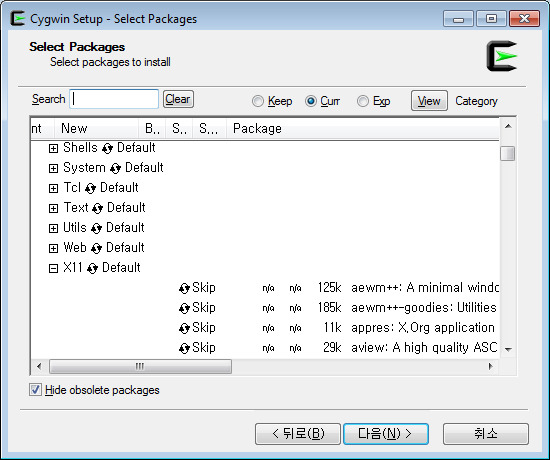 Cygwin Setup - Select Packages
Select Packages
Select packages to install
Search Clear Keep Curr Exp View Category
nt New B.. S.. S... Package
Shells Default
System Default
Tcl Default
Text Default
Utils Default
Web Default
X11 Default
Skip n/a n/a 125k aewm++: A minimal windo
Skip n/a n/a 185k aewm++-goodies: Utilities
Skip n/a n/a 11k appres: X.Org application
Skip n/a n/a 29k aview: A high quality ASC
Hide obsolete packages
< 뒤로(B) 다음(N) > 취소